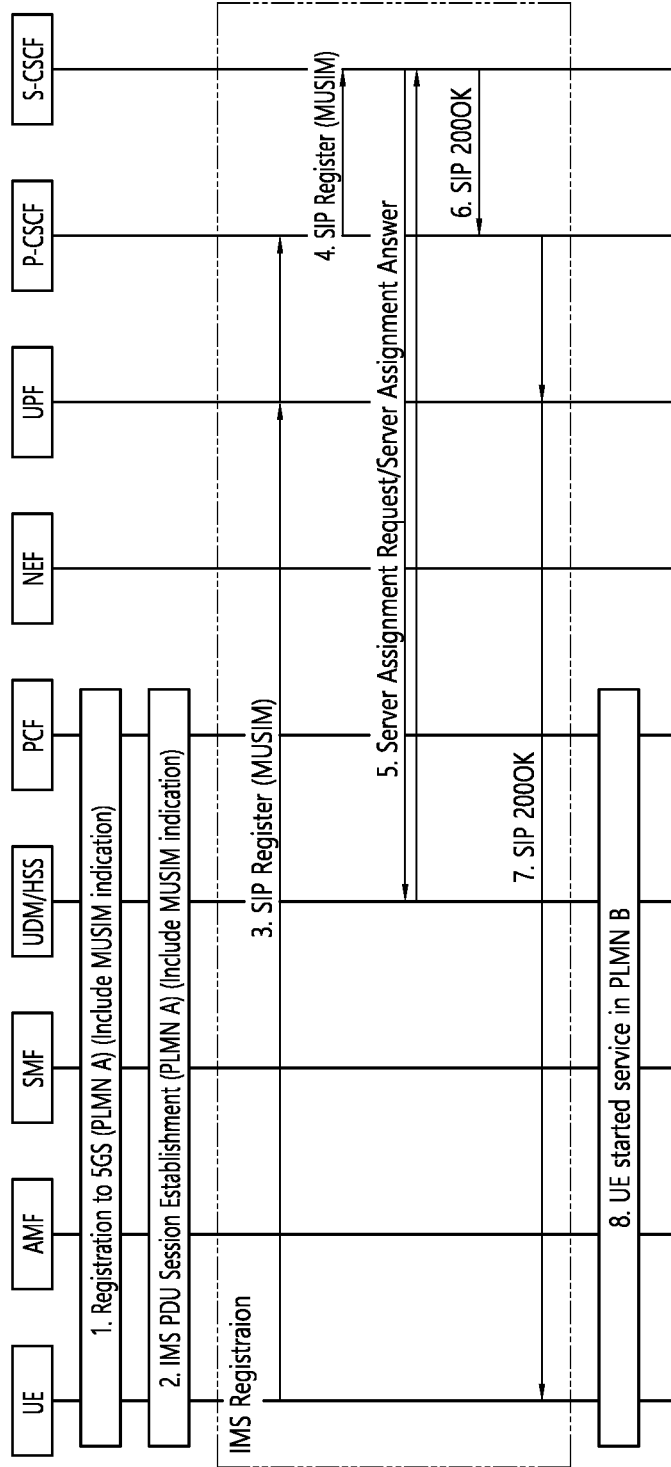 UE
AMF
SMF
UDM/HSS
PCF
NEF
UPF
P-CSCF
S-CSCF
1. Registration to 5GS (PLMN A) (Include MUSIM indication)
2. IMS PDU Session Establishment (PLMN A) (Include MUSIM indication)
IMS Registraion
3. SIP Register (MUSIM)
4. SIP Register (MUSIM)
5. Server Assignment Request/Server Assignment Answer
6. SIP 200OK
7. SIP 200OK
8. UE started service in PLMN B